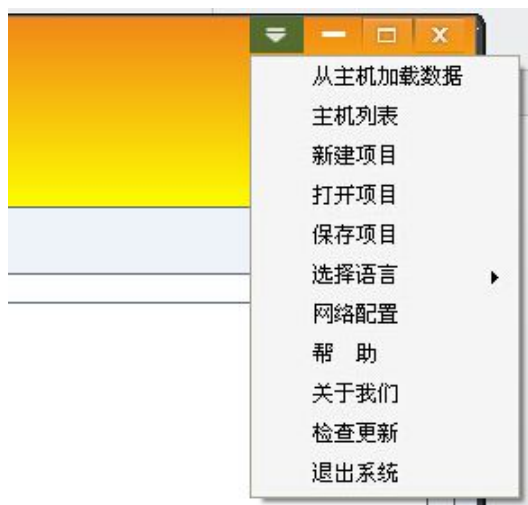 从主机加载数据
主机列表
新建项目
打开项目
保存项目
选择语言
网络配置
帮　助
关于我们
检查更新
退出系统